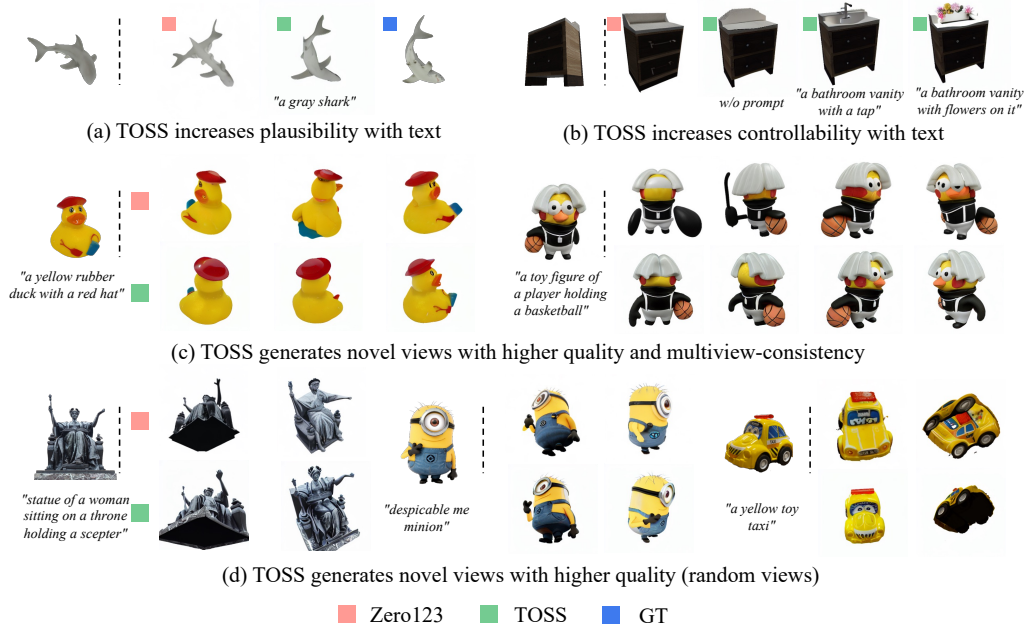 "a gray shark"
w/o prompt
"a bathroom vanity
with a tap"
"a bathroom vanity
with flowers on it"
(a) TOSS increases plausibility with text
(b) TOSS increases controllability with text
"a yellow rubber
duck with a red hat"
"a toy figure of
a player holding
a basketball"
(c) TOSS generates novel views with higher quality and multiview-consistency
"statue of a woman
sitting on a throne
holding a scepter"
"despicable me
minion"
"a yellow toy
taxi"
(d) TOSS generates novel views with higher quality (random views)
Zero123
TOSS
GT